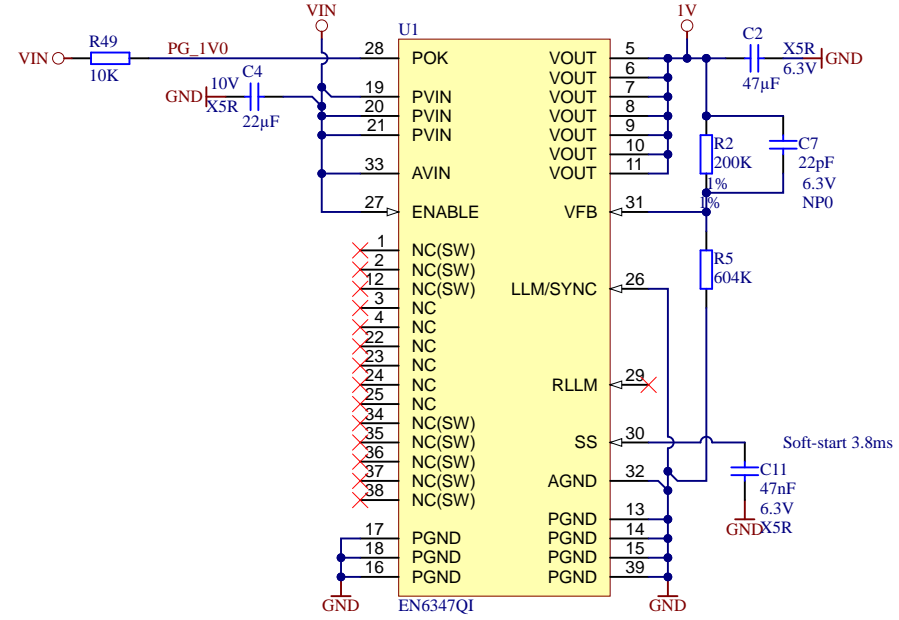 VIN
1V
U1
R49
VIN
PG_1V0
10K
28
POK
VOUT
5
C2
X5R
GND
6.3V
47µF
VOUT
6
C4
10V
GND
X5R
22µF
19
PVIN
VOUT
7
20
PVIN
VOUT
8
21
PVIN
VOUT
9
VOUT
10
33
AVIN
VOUT
11
R2
200K
1%
C7
22pF
6.3V
NP0
1%
27
ENABLE
VFB
31
1
NC(SW)
2
NC(SW)
R5
604K
12
NC(SW)
LLM/SYNC
26
3
NC
4
NC
22
NC
23
NC
24
NC
RLLM
29
25
NC
34
NC(SW)
35
NC(SW)
SS
30
Soft-start 3.8ms
36
NC(SW)
37
NC(SW)
AGND
32
C11
47nF
6.3V
X5R
GND
38
NC(SW)
PGND
13
17
PGND
PGND
14
18
PGND
PGND
15
16
PGND
PGND
39
GND
EN6347QI
GND